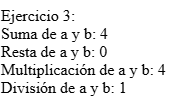 Ejercicio 3:
Suma de a y b: 4
Resta de a y b: 0
Multiplicación de a y b: 4
División de a y b: 1